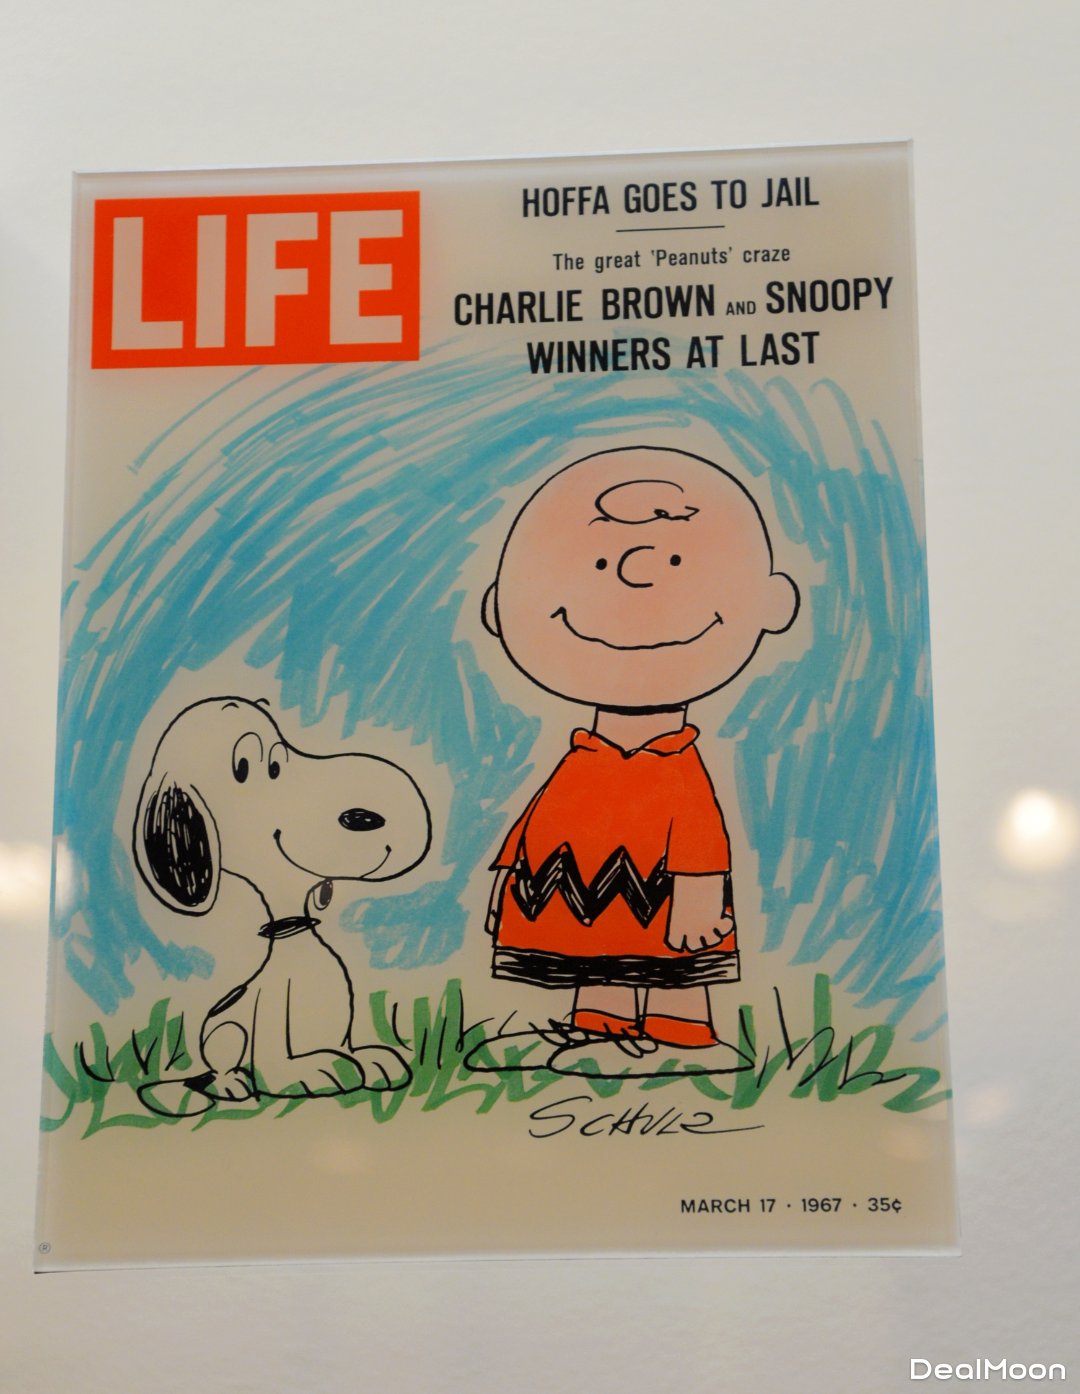 LIFE
HOFFA GOES TO JAIL
The great 'Peanuts' craze
CHARLIE BROWN AND SNOOPY
WINNERS AT LAST
SCHULZ
MARCH 17 · 1967 · 35¢
®
DealMoon